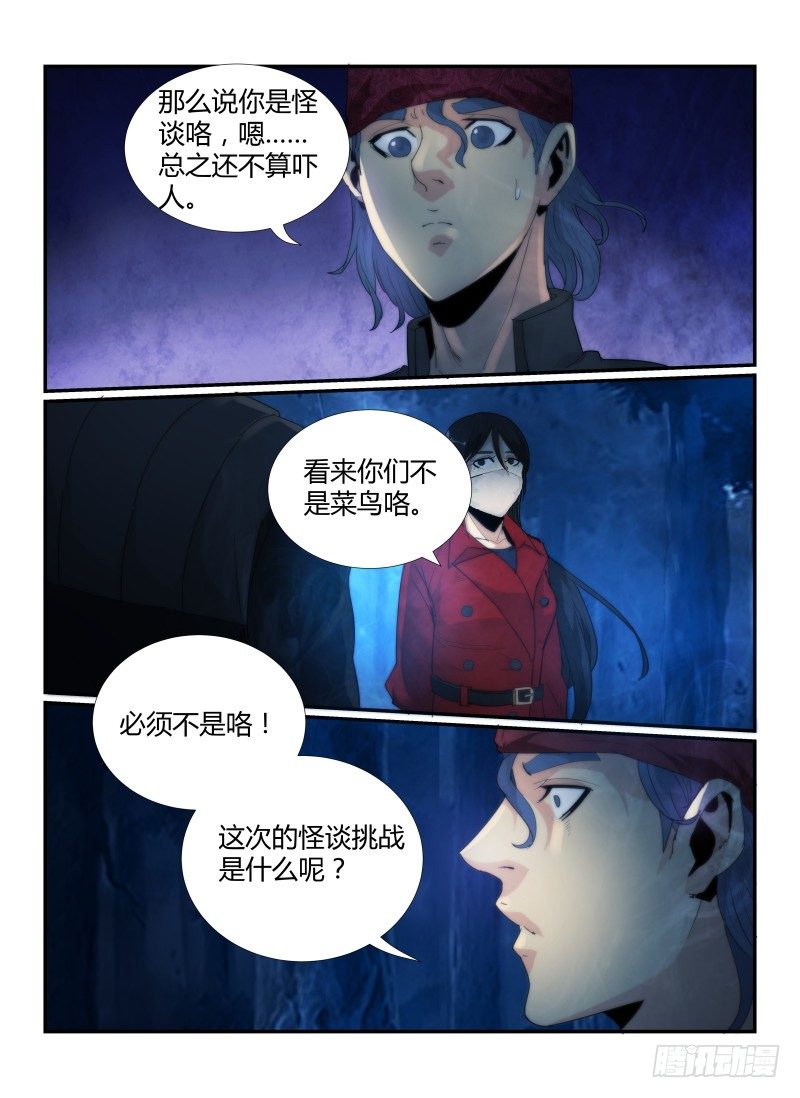 那么说你是怪
谈咯，嗯……
总之还不算吓
人。
看来你们不
是菜鸟咯。
必须不是咯！
这次的怪谈挑战
是什么呢？
腾讯动漫